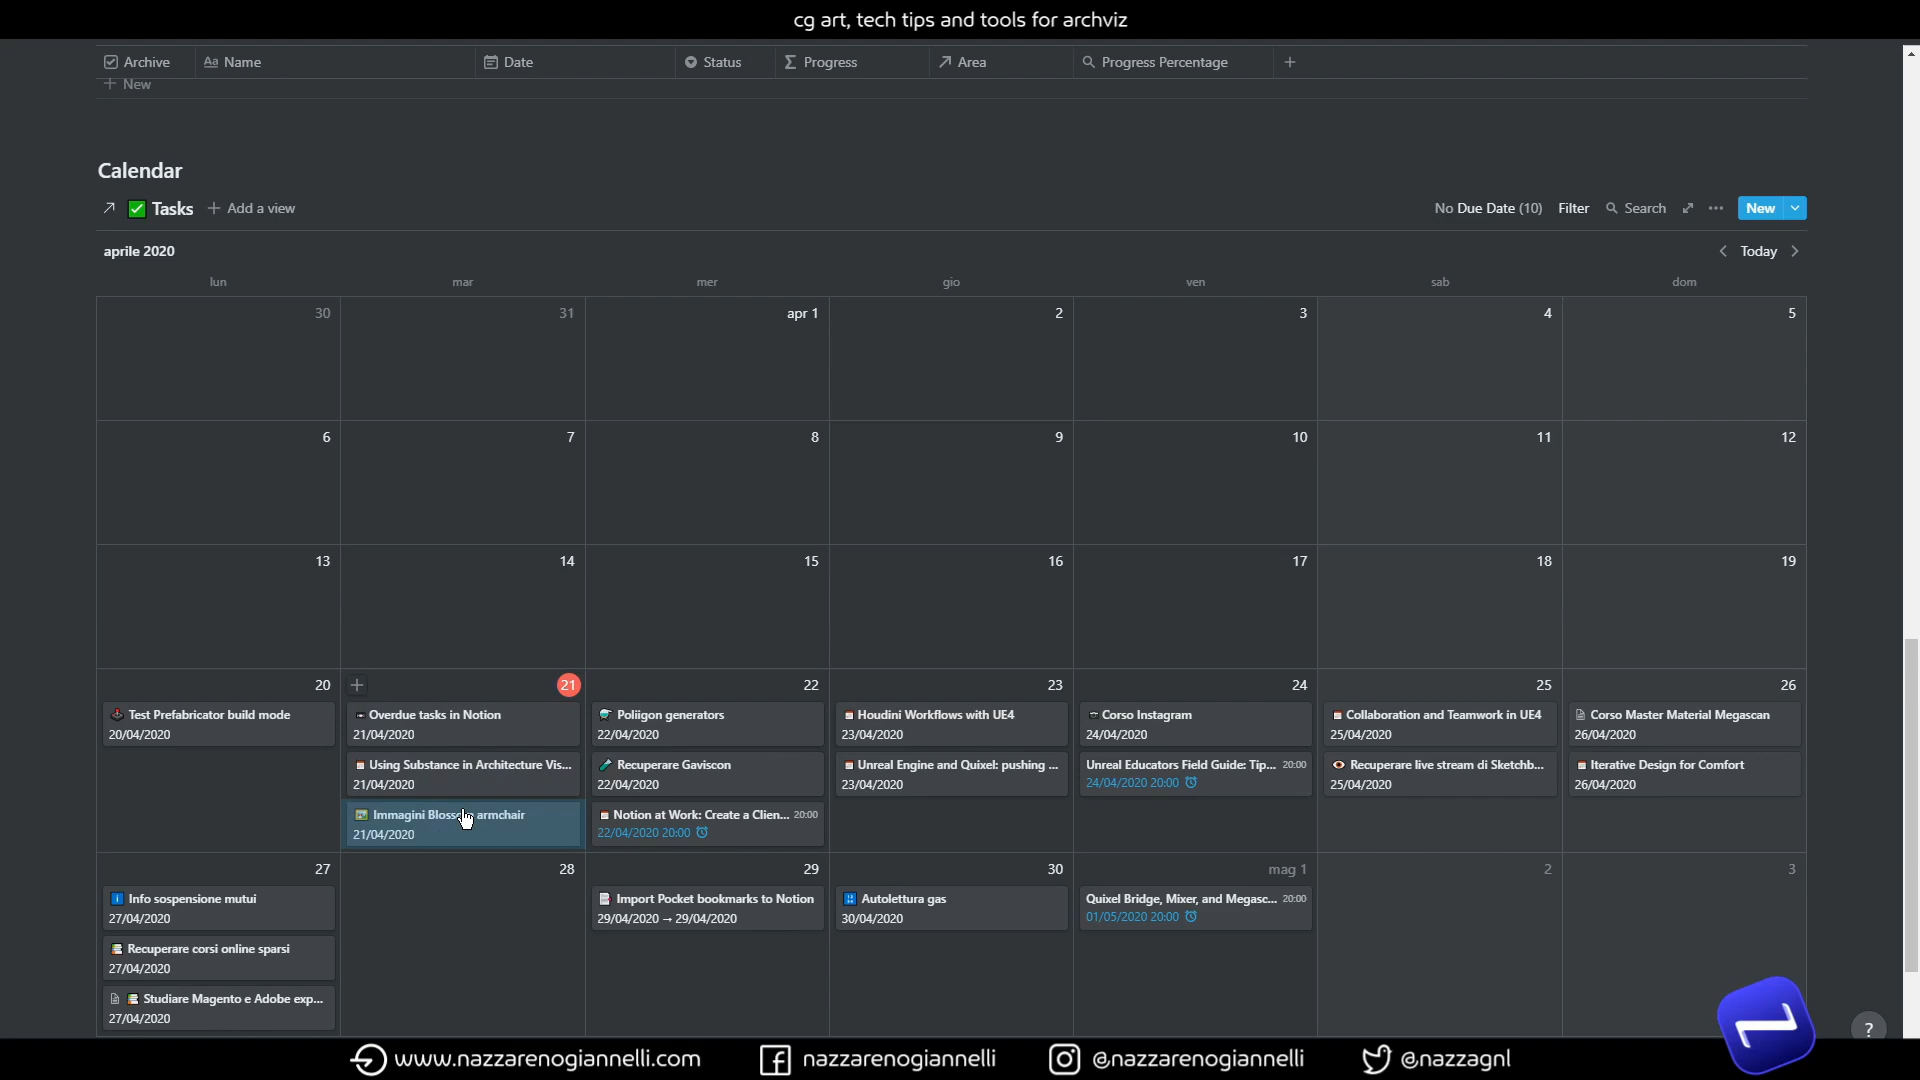 cg art, tech tips and tools for archviz
Archive Aa Name Date Status Progress Area Progress Percentage
New
Calendar
Tasks Add a view No Due Date (10) Filter Search New
aprile 2020 Today
lun mar mer gio ven sab dom
30 31 apr 1 2 3 4 5
6 7 8 9 10 11 12
13 14 15 16 17 18 19
20 21 22 23 24 25 26
Test Prefabricator build mode
20/04/2020
Overdue tasks in Notion
21/04/2020
Using Substance in Architecture Vis...
21/04/2020
Immagini armchair
21/04/2020
Poliigon generators
22/04/2020
Recuperare Gaviscon
22/04/2020
Notion at Work: Create a Clien... 20:00
22/04/2020 20:00
Houdini Workflows with UE4
23/04/2020
Unreal Engine and Quixel: pushing ...
23/04/2020
Corso Instagram
24/04/2020
Unreal Educators Field Guide: Tip... 20:00
24/04/2020 20:00
Collaboration and Teamwork in UE4
25/04/2020
Recuperare live stream di Sketchb...
25/04/2020
Corso Master Material Megascan
26/04/2020
Iterative Design for Comfort
26/04/2020
27 28 29 30 mag 1 2 3
Info sospensione mutui
27/04/2020
Recuperare corsi online sparsi
27/04/2020
Studiare Magento e Adobe exp...
27/04/2020
Import Pocket bookmarks to Notion
29/04/2020 → 29/04/2020
Autolettura gas
30/04/2020
Quixel Bridge, Mixer, and Megasc... 20:00
01/05/2020 20:00
?
www.nazzarenogiannelli.com nazzarenogiannelli @nazzarenogiannelli @nazzagnl